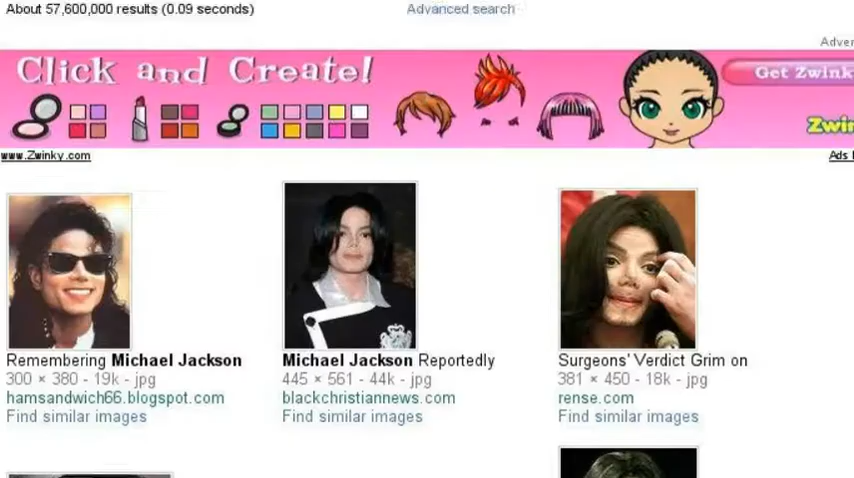 About 57,600,000 results (0.09 seconds)
Advanced search
Click and Create!
Get
www.Zwinky.com
Ads
Remembering Michael Jackson
300 × 380 - 19k - jpg
hamsandwich66.blogspot.com
Find similar images
Michael Jackson Reportedly
445 × 561 - 44k - jpg
blackchristiannews.com
Find similar images
Surgeons' Verdict Grim on
381 × 450 - 18k - jpg
rense.com
Find similar images